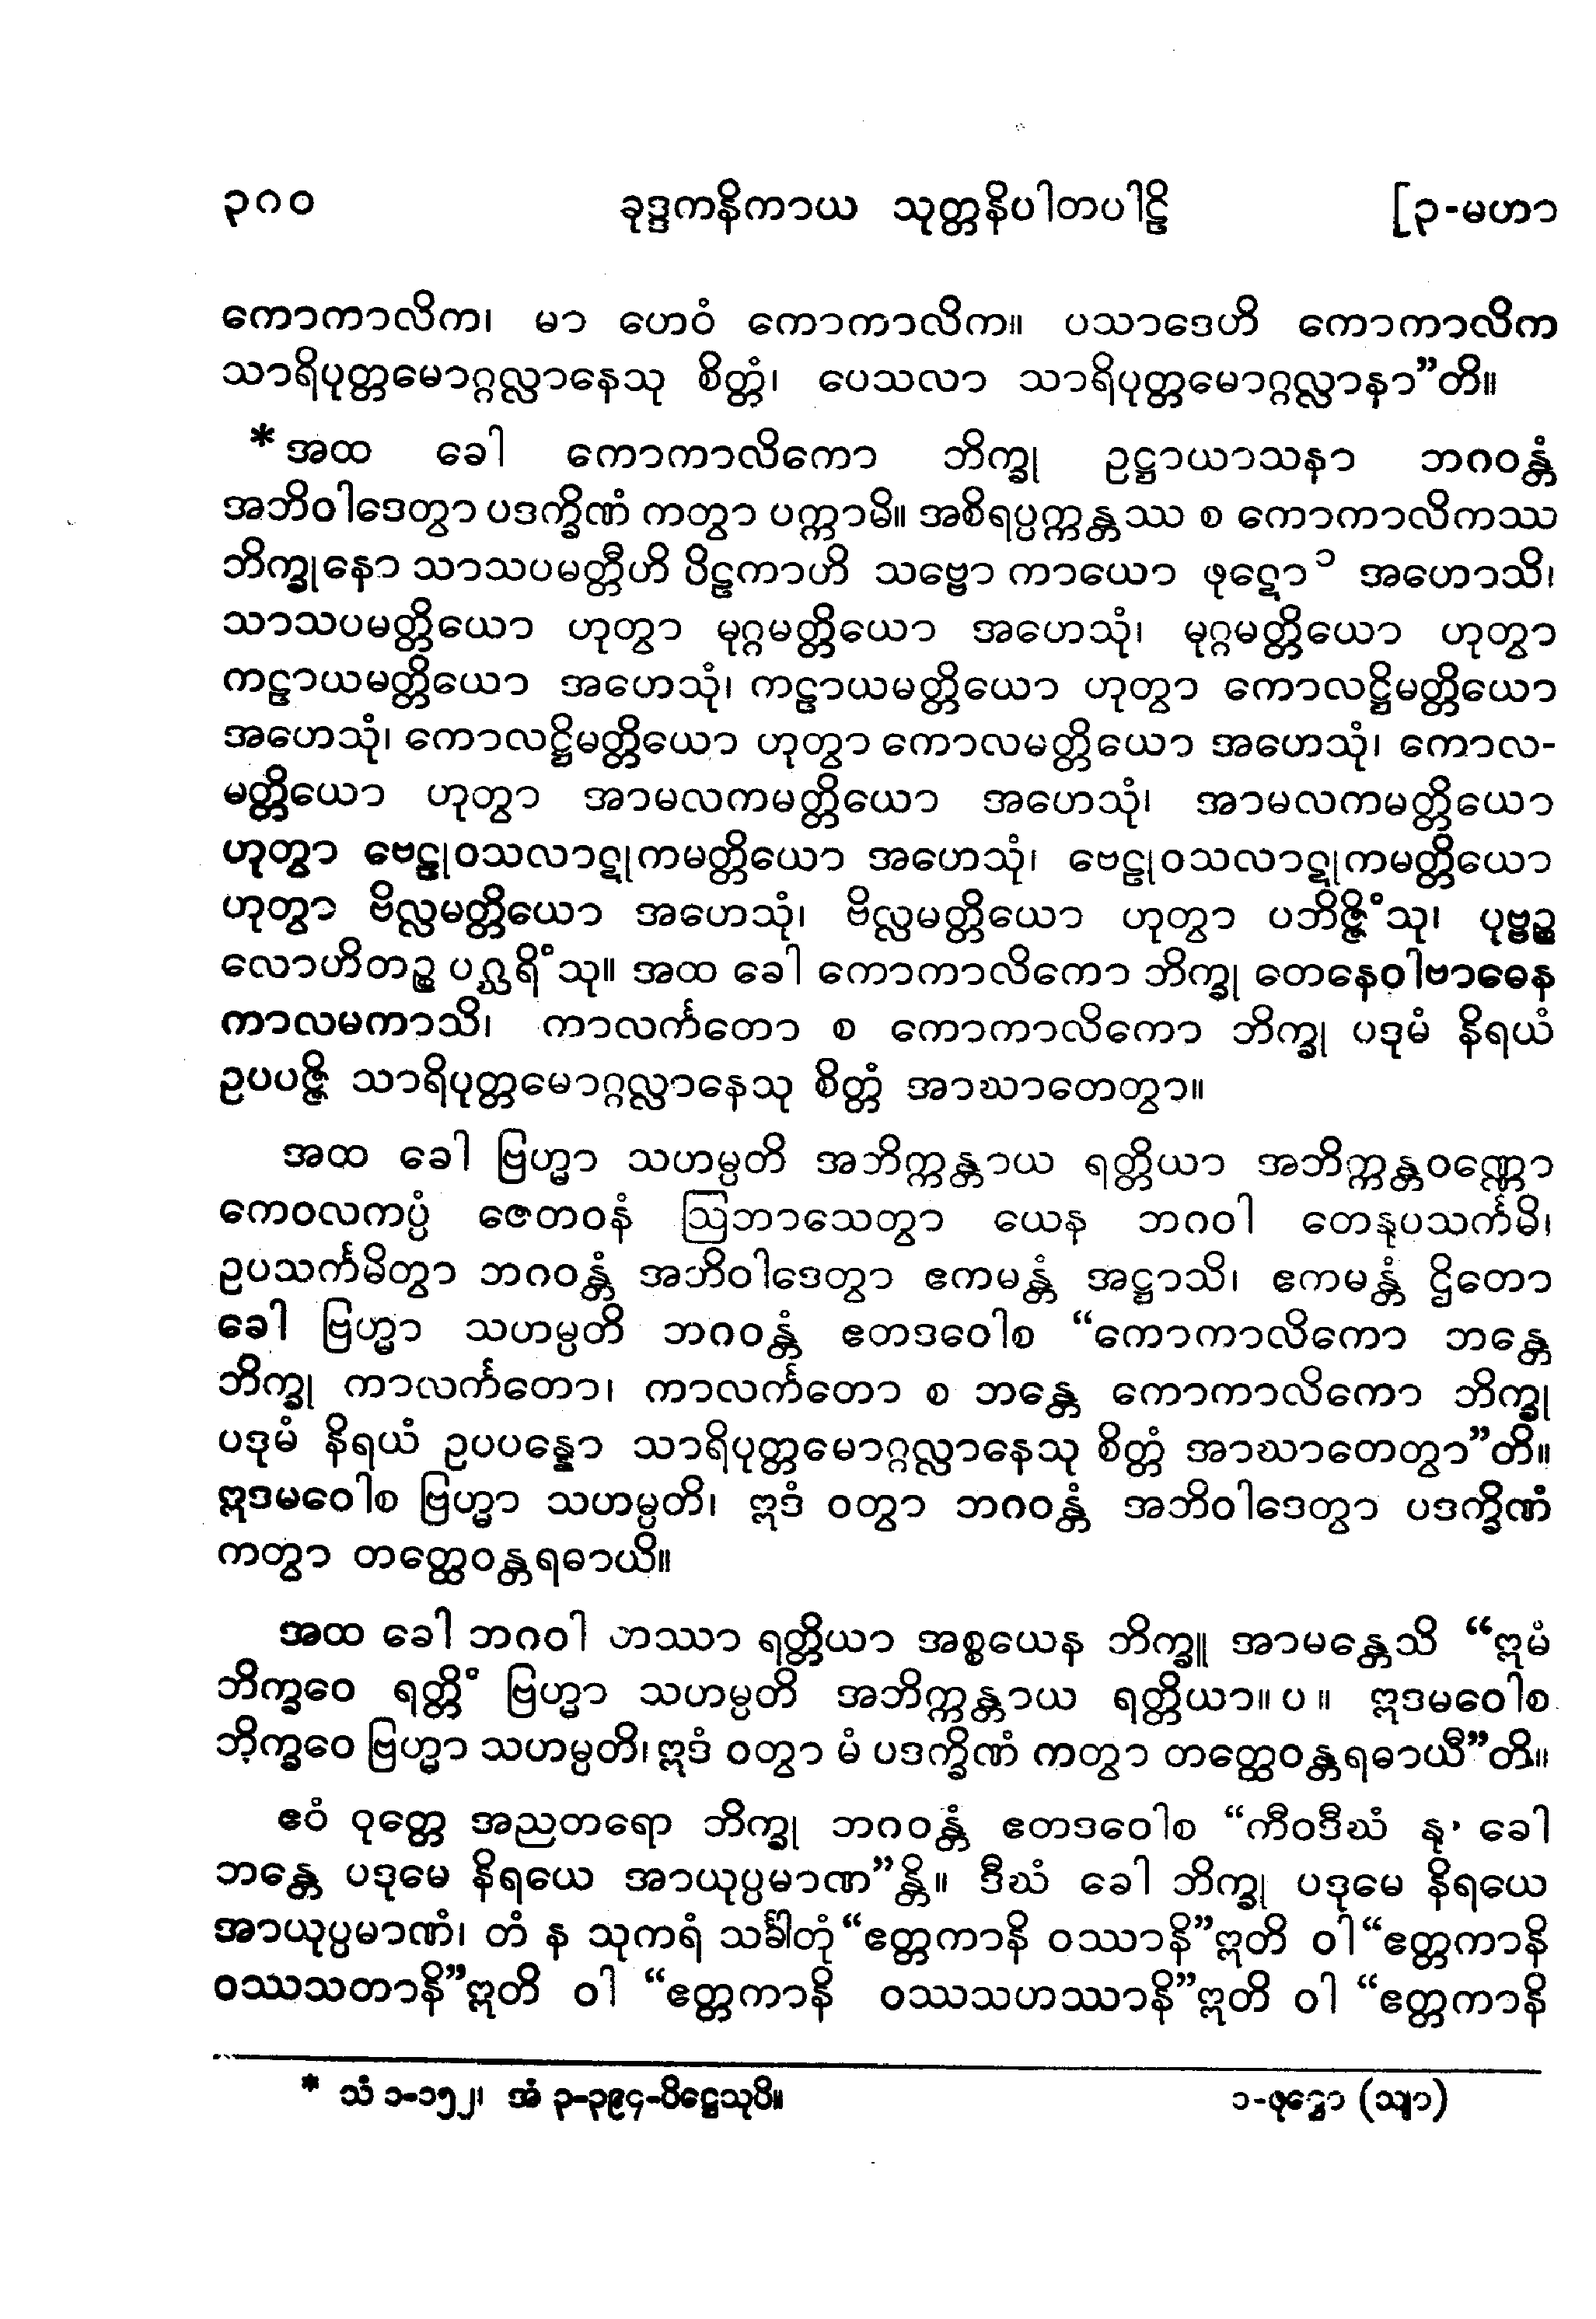 ၃၈၀ ခုဒ္ဒကနိကာယ သုတ္တနိပါတပါဠိ [၃-မဟာ
ကောကာလိက၊ မာ ဟေဝံ ကောကာလိက။ ပသာဒေဟိ ကောကာလိက
သာရိပုတ္တမောဂ္ဂလ္လာနေသု စိတ္တံ၊ ပေသလာ သာရိပုတ္တမောဂ္ဂလ္လာနာ”တိ။
* အထ ခေါ ကောကာလိကော ဘိက္ခု ဥဋ္ဌာယာသနာ ဘဂဝန္တံ
အဘိဝါဒေတွာ ပဒက္ခိဏံ ကတွာ ပက္ကာမိ။ အစိရပ္ပက္ကန္တဿ စ ကောကာလိကဿ
ဘိက္ခုနော သာသပမတ္တီဟိ ပိဠကာဟိ သဗ္ဗော ကာယော ဖုဋော ၁ အဟောသိ၊
သာသပမတ္တိယော ဟုတွာ မုဂ္ဂမတ္တိယော အဟေသုံ၊ မုဂ္ဂမတ္တိယော ဟုတွာ
ကဠာယမတ္တိယော အဟေသုံ၊ ကဠာယမတ္တိယော ဟုတွာ ကောလဋ္ဌိမတ္တိယော
အဟေသုံ၊ ကောလဋ္ဌိမတ္တိယော ဟုတွာ ကောလမတ္တိယော အဟေသုံ၊ ကောလ-
မတ္တိယော ဟုတွာ အာမလကမတ္တိယော အဟေသုံ၊ အာမလကမတ္တိယော
ဟုတွာ ဗေဠုဝသလာဋုကမတ္တိယော အဟေသုံ၊ ဗေဠုဝသလာဋုကမတ္တိယော
ဟုတွာ ဗိလ္လမတ္တိယော အဟေသုံ၊ ဗိလ္လမတ္တိယော ဟုတွာ ပဘိဇ္ဇိံသု၊ ပုဗ္ဗဉ္စ
လောဟိတဉ္စ ပဂ္ဃရိံသု။ အထ ခေါ ကောကာလိကော ဘိက္ခု တေနေဝါဗာဓေန
ကာလမကာသိ၊ ကာလင်္ကတော စ ကောကာလိကော ဘိက္ခု ပဒုမံ နိရယံ
ဥပပဇ္ဇိ သာရိပုတ္တမောဂ္ဂလ္လာနေသု စိတ္တံ အာဃာတေတွာ။
အထ ခေါ ဗြဟ္မာ သဟမ္ပတိ အဘိက္ကန္တာယ ရတ္တိယာ အဘိက္ကန္တဝဏ္ဏော
ကေဝလကပ္ပံ ဇေတဝနံ ဩဘာသေတွာ ယေန ဘဂဝါ တေနုပသင်္ကမိ၊
ဥပသင်္ကမိတွာ ဘဂဝန္တံ အဘိဝါဒေတွာ ဧကမန္တံ အဋ္ဌာသိ၊ ဧကမန္တံ ဌိတော
ခေါ ဗြဟ္မာ သဟမ္ပတိ ဘဂဝန္တံ ဧတဒဝေါစ “ကောကာလိကော ဘန္တေ
ဘိက္ခု ကာလင်္ကတော၊ ကာလင်္ကတော စ ဘန္တေ ကောကာလိကော ဘိက္ခု
ပဒုမံ နိရယံ ဥပပန္နော သာရိပုတ္တမောဂ္ဂလ္လာနေသု စိတ္တံ အာဃာတေတွာ”တိ။
ဣဒမဝေါစ ဗြဟ္မာ သဟမ္ပတိ၊ ဣဒံ ဝတွာ ဘဂဝန္တံ အဘိဝါဒေတွာ ပဒက္ခိဏံ
ကတွာ တတ္ထေဝန္တရဓာယိ။
အထ ခေါ ဘဂဝါ တဿာ ရတ္တိယာ အစ္စယေန ဘိက္ခူ အာမန္တေသိ “ဣမံ
ဘိက္ခဝေ ရတ္တိံ ဗြဟ္မာ သဟမ္ပတိ အဘိက္ကန္တာယ ရတ္တိယာ။ ပ ။ ဣဒမဝေါစ
ဘိက္ခဝေ ဗြဟ္မာ သဟမ္ပတိ၊ ဣဒံ ဝတွာ မံ ပဒက္ခိဏံ ကတွာ တတ္ထေဝန္တရဓာယီ”တိ။
ဧဝံ ဝုတ္တေ အညတရော ဘိက္ခု ဘဂဝန္တံ ဧတဒဝေါစ “ကီဝဒီဃံ နု ခေါ
ဘန္တေ ပဒုမေ နိရယေ အာယုပ္ပမာဏ”န္တိ။ ဒီဃံ ခေါ ဘိက္ခု ပဒုမေ နိရယေ
အာယုပ္ပမာဏံ၊ တံ န သုကရံ သင်္ခါတုံ “ဧတ္တကာနိ ဝဿာနိ”ဣတိ ဝါ “ဧတ္တကာနိ
ဝဿသတာနိ”ဣတိ ဝါ “ဧတ္တကာနိ ဝဿသဟဿာနိ”ဣတိ ဝါ “ဧတ္တကာနိ
* သံ ၁-၁၅၂၊ အံ ၃-၃၉၄-ပိဋ္ဌေသုပိ။ ၁-ဖုဋ္ဌော (သျာ)